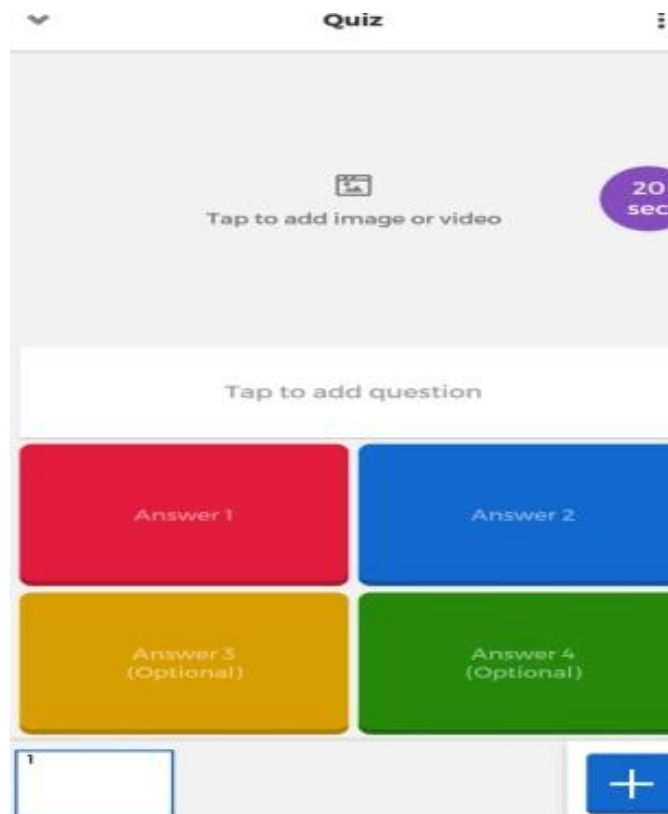 Quiz
Tap to add image or video
20
sec
Tap to add question
Answer 1
Answer 2
Answer 3
(Optional)
Answer 4
(Optional)
1